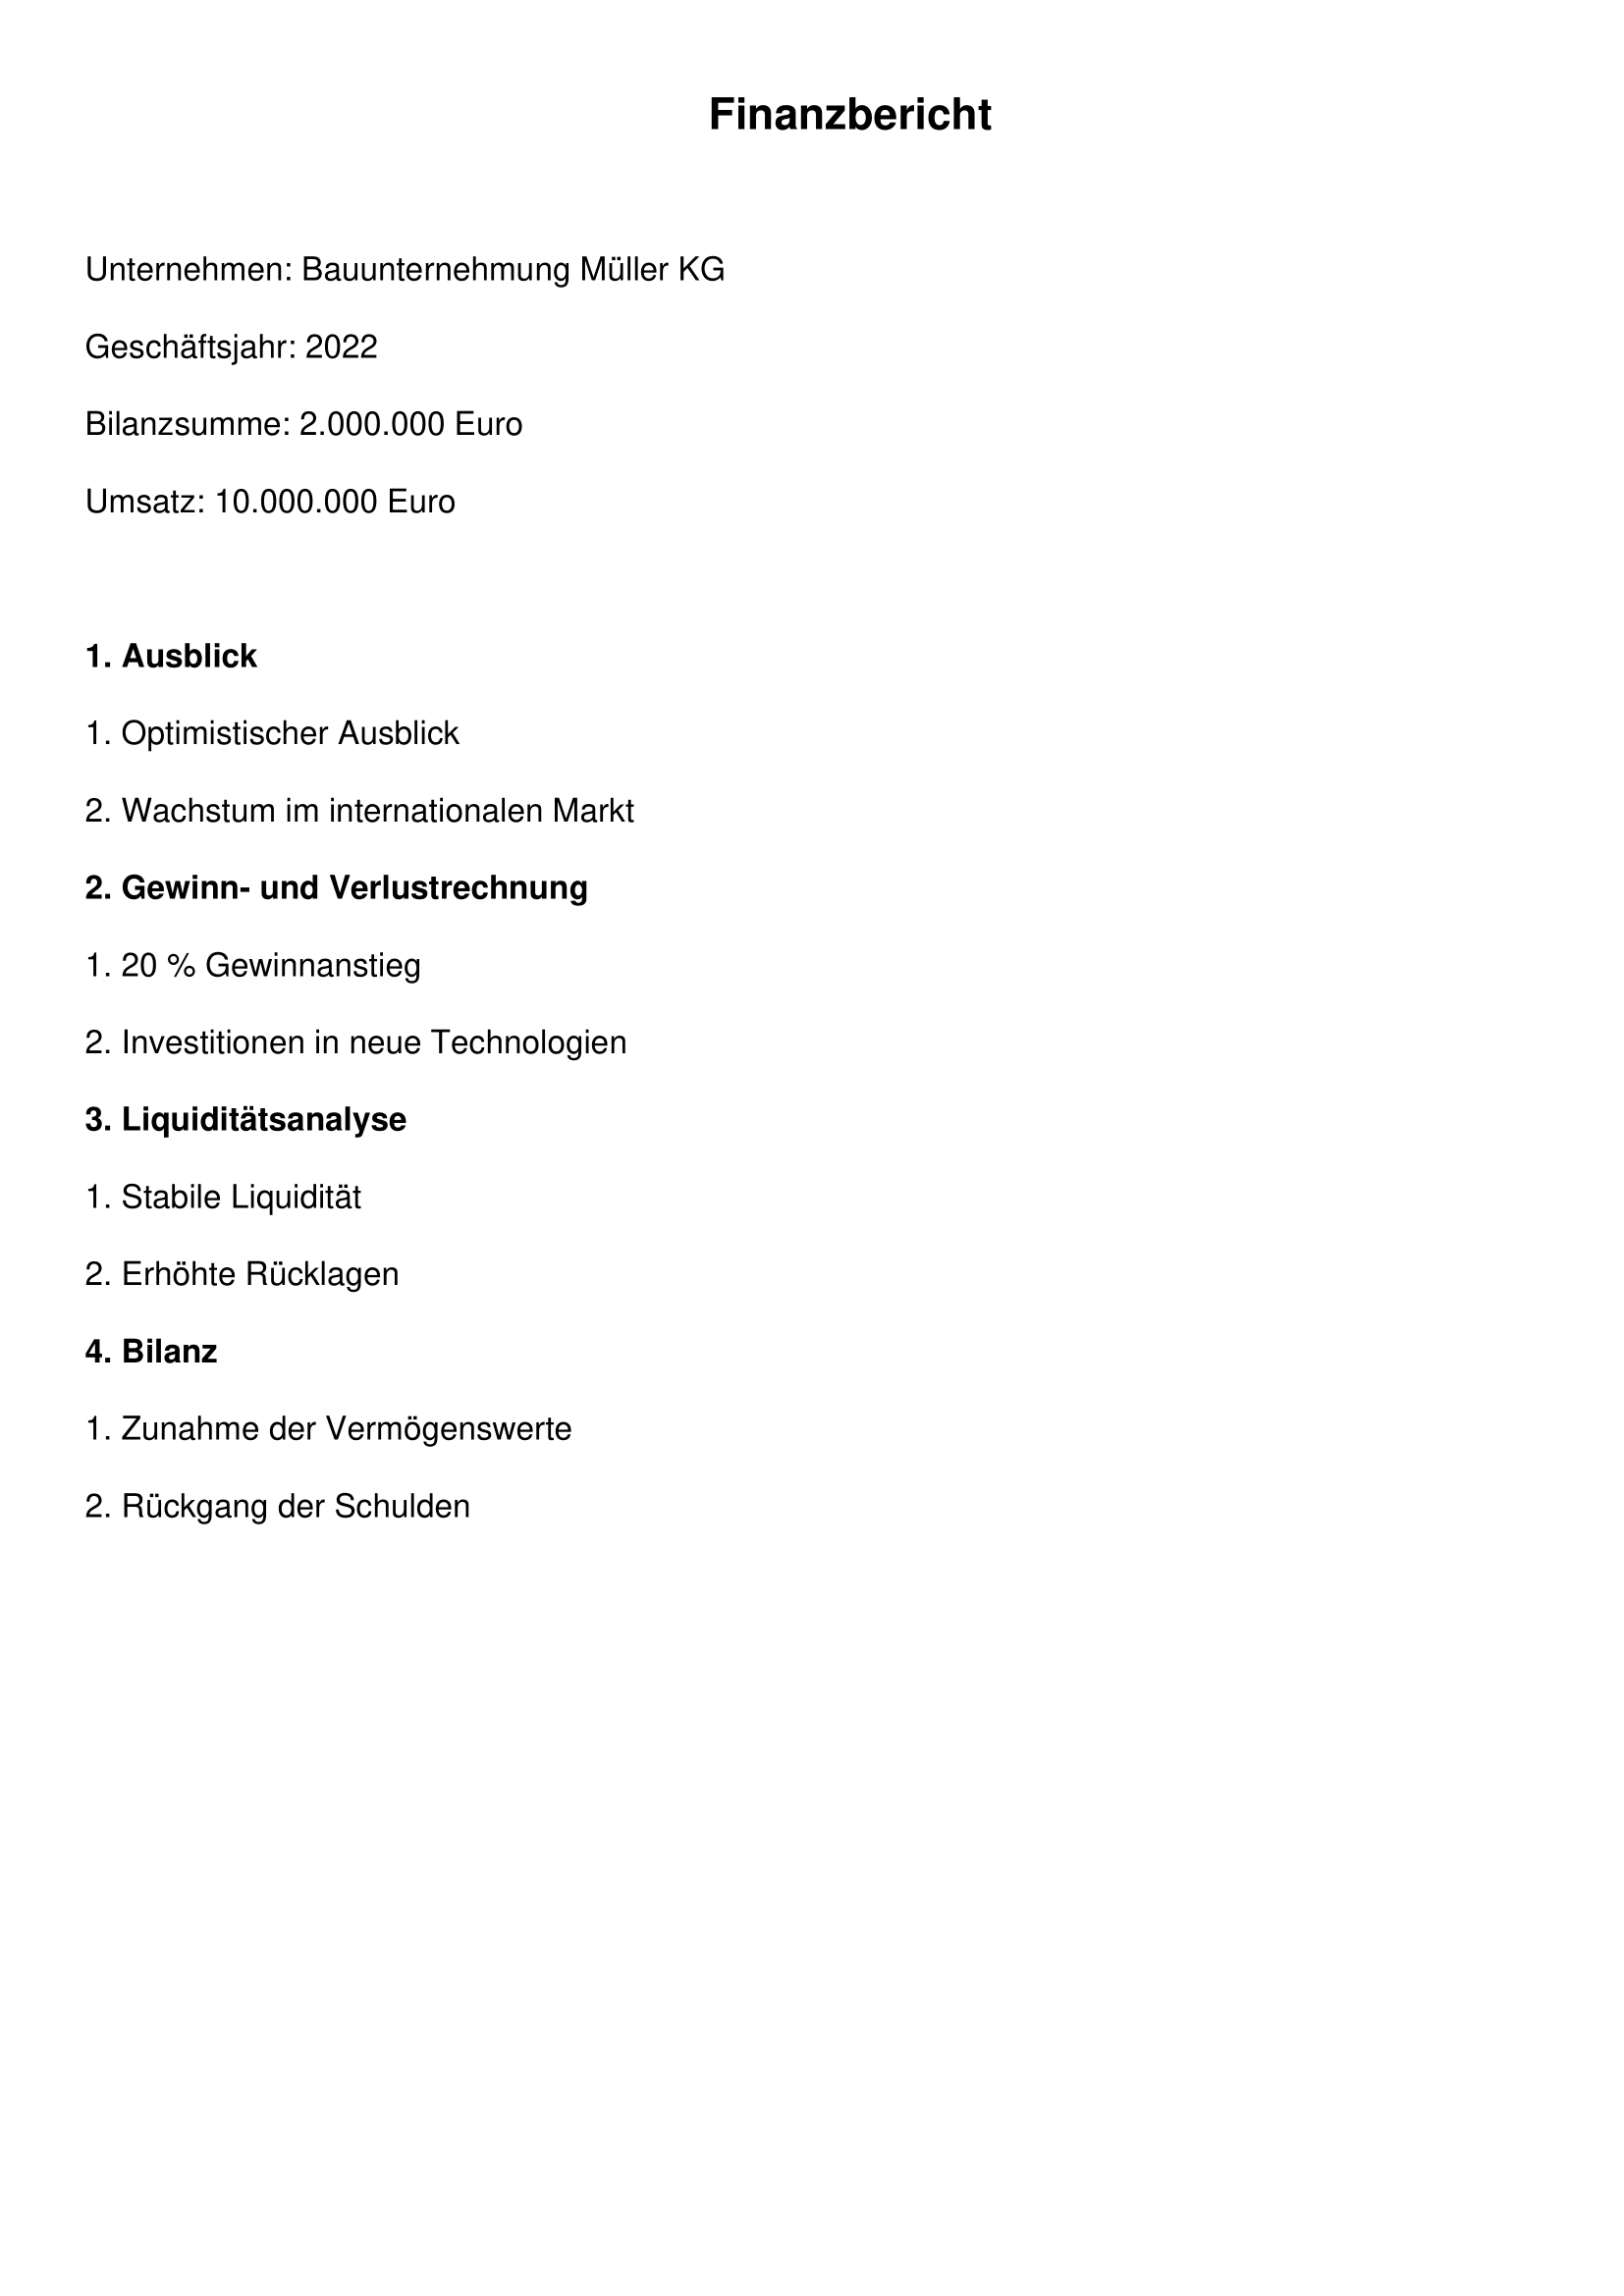 Finanzbericht
Unternehmen: Bauunternehmung Müller KG
Geschäftsjahr: 2022
Bilanzsumme: 2.000.000 Euro
Umsatz: 10.000.000 Euro
1. Ausblick
1. Optimistischer Ausblick
2. Wachstum im internationalen Markt
2. Gewinn- und Verlustrechnung
1. 20 % Gewinnanstieg
2. Investitionen in neue Technologien
3. Liquiditätsanalyse
1. Stabile Liquidität
2. Erhöhte Rücklagen
4. Bilanz
1. Zunahme der Vermögenswerte
2. Rückgang der Schulden